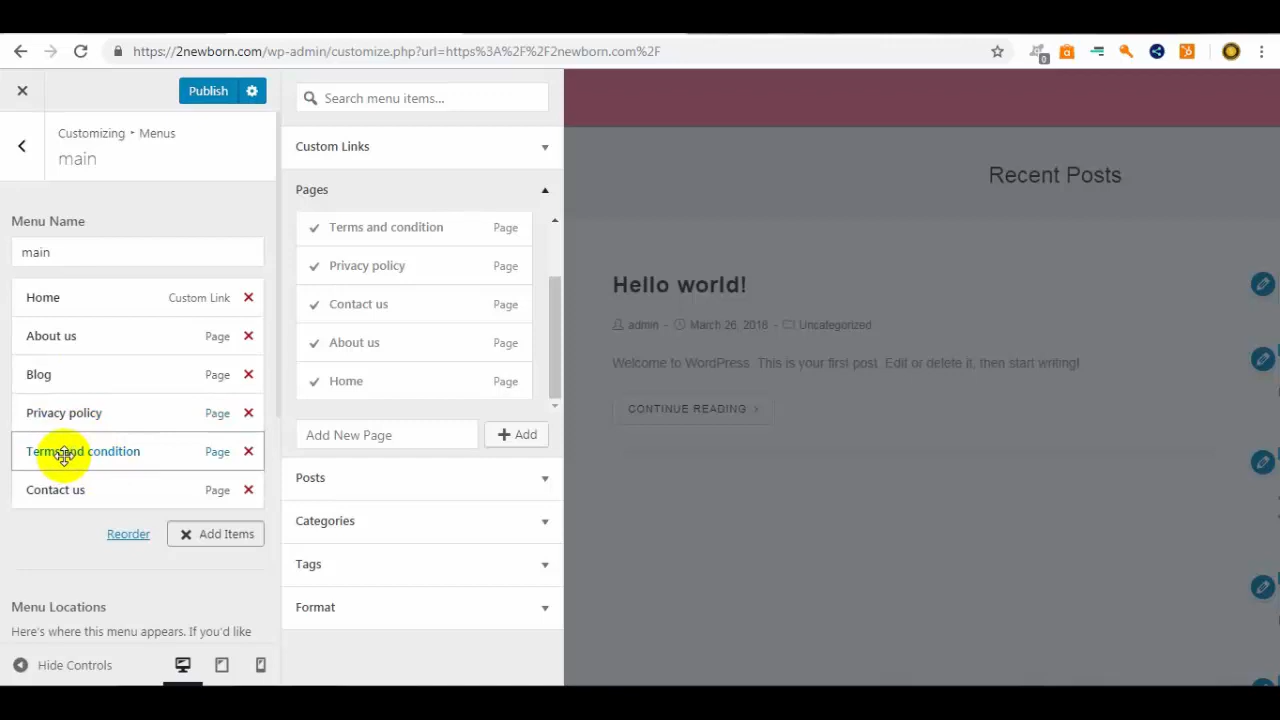 https://2newborn.com/wp-admin/customize.php?url=https%3A%2F%2F2newborn.com%2F
0
Publish
Customizing ‣ Menus
main
Menu Name
main
Home Custom Link
About us Page
Blog Page
Privacy policy Page
Terms and condition Page
Contact us Page
Reorder Add Items
Menu Locations
Here's where this menu appears. If you'd like
Hide Controls
Search menu items...
Custom Links
Pages
Terms and condition Page
Privacy policy Page
Contact us Page
About us Page
Home Page
Add New Page Add
Posts
Categories
Tags
Format
Recent Posts
Hello world!
admin - March 26, 2016 - Uncategorized
Welcome to WordPress. This is your first post. Edit or delete it, then start writing!
CONTINUE READING